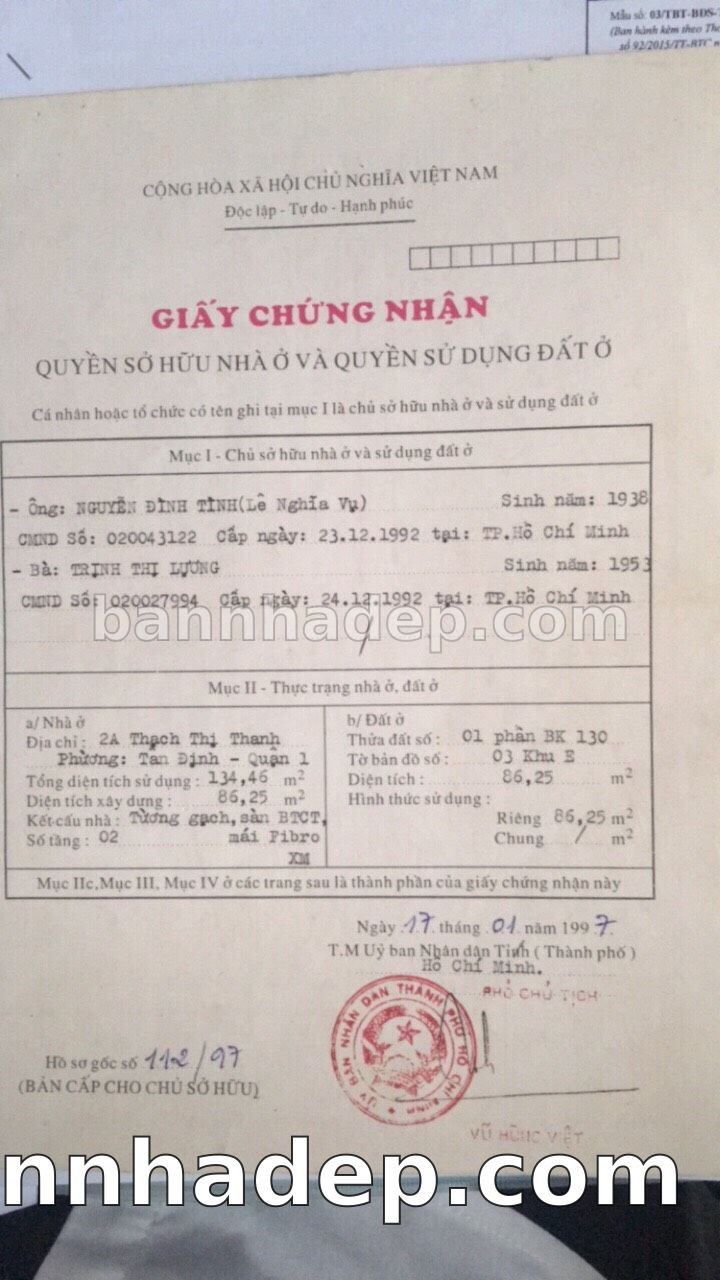 Mẫu số: 03/TBT-BĐS-
(Ban hành kèm theo
số 92/2015/TT-BTC
CỘNG HÒA XÃ HỘI CHỦ NGHĨA VIỆT NAM
Độc lập - Tự do - Hạnh phúc
GIẤY CHỨNG NHẬN
QUYỀN SỞ HỮU NHÀ Ở VÀ QUYỀN SỬ DỤNG ĐẤT Ở
Cá nhân hoặc tổ chức có tên ghi tại mục I là chủ sở hữu nhà ở và sử dụng đất ở
Mục I - Chủ sở hữu nhà ở và sử dụng đất ở
- Ông: NGUYỄN ĐÌNH TÌNH(Lê Nghĩa Vụ) Sinh năm: 1938
CMND Số: 020043122 Cấp ngày: 23.12.1992 tại: TP.Hồ Chí Minh
- Bà: TRỊNH THỊ LƯƠNG Sinh năm: 1953
CMND Số: 020027994 Cấp ngày: 24.12.1992 tại: TP.Hồ Chí Minh
bannhadep.com
Mục II - Thực trạng nhà ở, đất ở
a/ Nhà ở
Địa chỉ : 2A Thạch Thị Thanh
Phường: Tân Định - Quận 1
Tổng diện tích sử dụng : 134,46 m2
Diện tích xây dựng : 86,25 m2
Kết cấu nhà : Tường gạch, sàn BTCT,
Số tầng : 02 mái Fibro
XM
b/ Đất ở
Thửa đất số : 01 phần BK 130
Tờ bản đồ số : 03 Khu E
Diện tích : 86,25 m2
Hình thức sử dụng :
Riêng 86,25 m2
Chung / m2
Mục IIc,Mục III, Mục IV ở các trang sau là thành phần của giấy chứng nhận này
Ngày 17 tháng 01 năm 1997
T.M Uỷ ban Nhân dân Tỉnh ( Thành phố )
Hồ Chí Minh.
PHÓ CHỦ TỊCH
ỦY BAN NHÂN DÂN THÀNH PHỐ HỒ CHÍ MINH
Hồ sơ gốc số 112/97
(BẢN CẤP CHO CHỦ SỞ HỮU)
VŨ HÙNG VIỆT
nnhadep.com